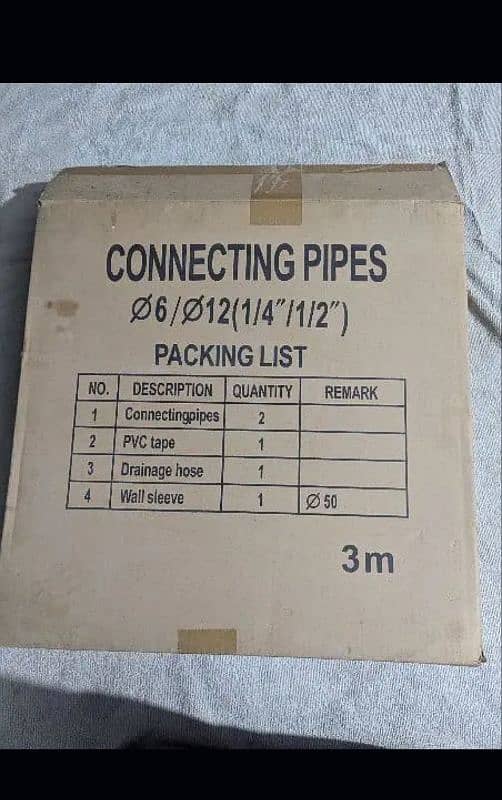 CONNECTING PIPES
Ø6/Ø12(1/4"/1/2")
PACKING LIST
NO. DESCRIPTION QUANTITY REMARK
1 Connectingpipes 2
2 PVC tape 1
3 Drainage hose 1
4 Wall sleeve 1 Ø 50
3m